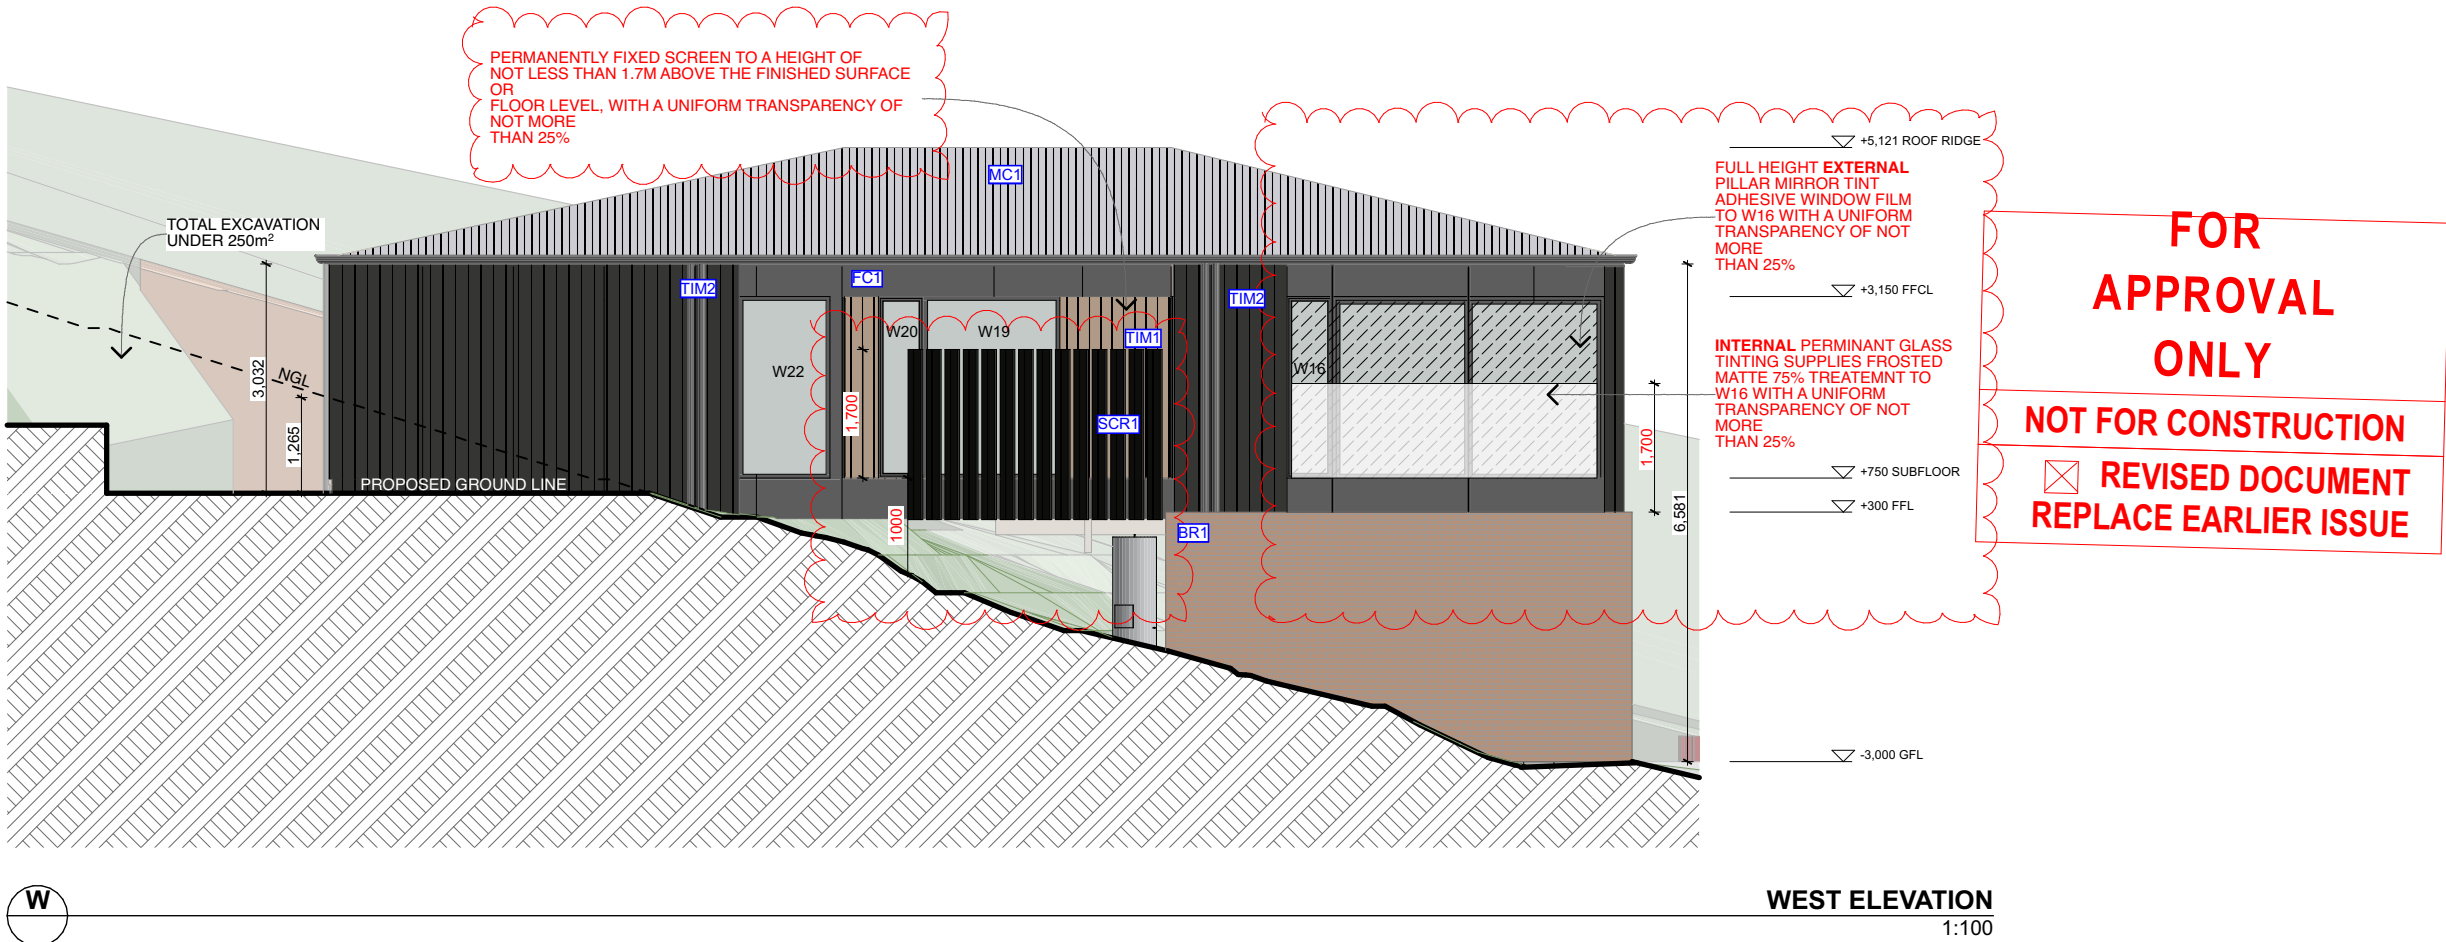 PERMANENTLY FIXED SCREEN TO A HEIGHT OF
NOT LESS THAN 1.7M ABOVE THE FINISHED SURFACE
OR
FLOOR LEVEL, WITH A UNIFORM TRANSPARENCY OF
NOT MORE
THAN 25%
+5,121 ROOF RIDGE
MC1
FULL HEIGHT EXTERNAL
PILLAR MIRROR TINT
ADHESIVE WINDOW FILM
TO W16 WITH A UNIFORM
TRANSPARENCY OF NOT
MORE
THAN 25%
TOTAL EXCAVATION
UNDER 250m²
FOR
APPROVAL
ONLY
NOT FOR CONSTRUCTION
REVISED DOCUMENT
REPLACE EARLIER ISSUE
TIM2
FC1
TIM2
+3,150 FFCL
W20
W19
TIM1
INTERNAL PERMINANT GLASS
TINTING SUPPLIES FROSTED
MATTE 75% TREATEMNT TO
W16 WITH A UNIFORM
TRANSPARENCY OF NOT
MORE
THAN 25%
3,032
NGL
W22
W16
1,265
1,700
SCR1
1,700
PROPOSED GROUND LINE
+750 SUBFLOOR
+300 FFL
1000
BR1
6,581
-3,000 GFL
W
WEST ELEVATION
1:100